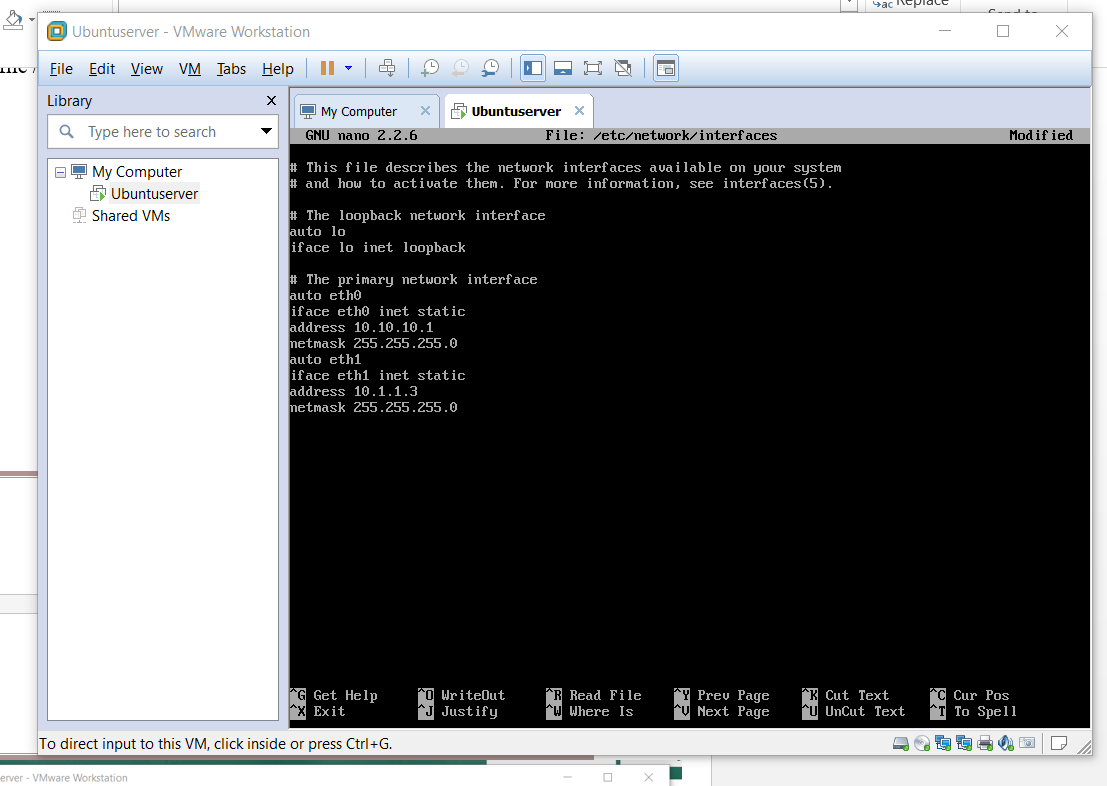 Replace
Send to
Ubuntuserver - VMware Workstation
File Edit View VM Tabs Help
Library
My Computer
Ubuntuserver
Type here to search
My Computer
Ubuntuserver
Shared VMs
GNU nano 2.2.6 File: /etc/network/interfaces Modified
# This file describes the network interfaces available on your system
# and how to activate them. For more information, see interfaces(5).
# The loopback network interface
auto lo
iface lo inet loopback
# The primary network interface
auto eth0
iface eth0 inet static
address 10.10.10.1
netmask 255.255.255.0
auto eth1
iface eth1 inet static
address 10.1.1.3
netmask 255.255.255.0
^G Get Help ^O WriteOut ^R Read File ^Y Prev Page ^K Cut Text ^C Cur Pos
^X Exit ^J Justify ^W Where Is ^V Next Page ^U UnCut Text ^T To Spell
To direct input to this VM, click inside or press Ctrl+G.
erver - VMware Workstation